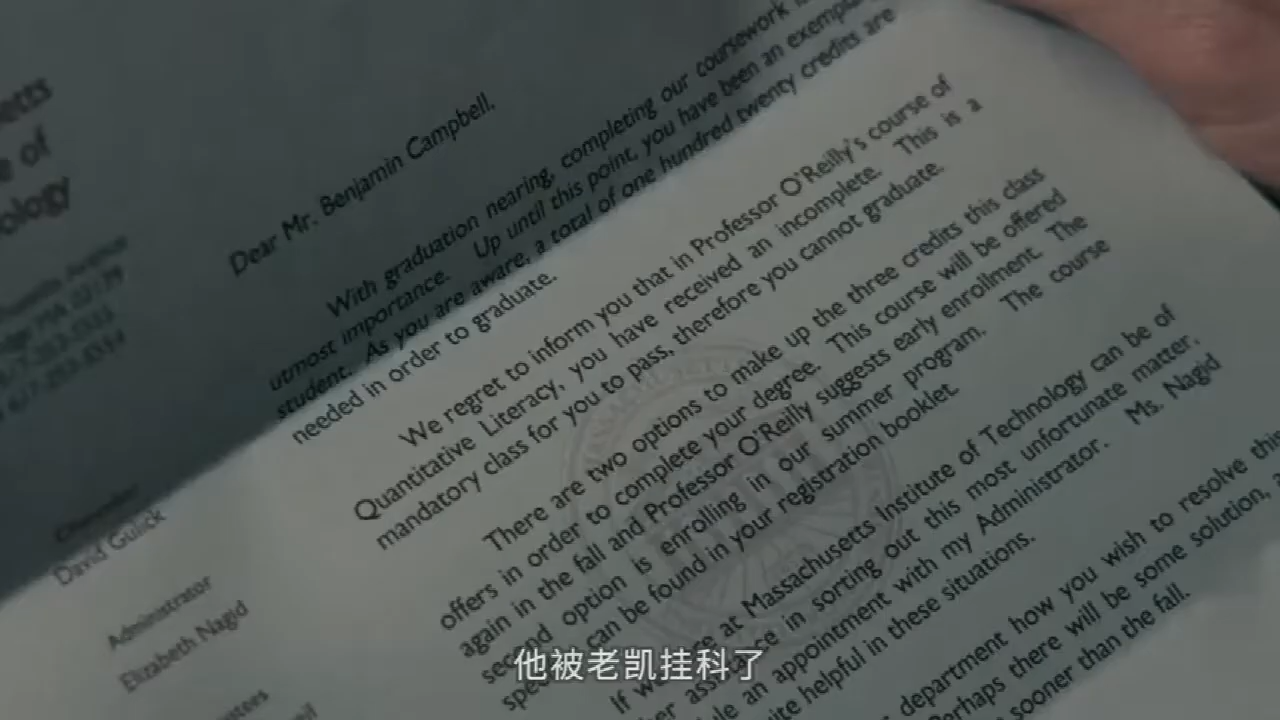 Dear Mr. Benjamin Campbell,
With graduation nearing, completing our coursework
utmost importance. Up until this point, you have been an
student. As you are aware, a total of one hundred twenty credits are
needed in order to graduate.
We regret to inform you that in Professor O'Reilly's course of
Quantitative Literacy, you have received an incomplete. This is a
mandatory class for you to pass, therefore you cannot graduate.
There are two options to make up the three credits this class
offers in order to complete your degree. This course will be offered
again in the fall and Professor O'Reilly suggests early enrollment. The
second option is enrolling in our summer program. The course
can be found in your registration booklet.
If we at Massachusetts Institute of Technology can be of
assistance in sorting out this most unfortunate matter,
an appointment with my Administrator. Ms. Nagid
helpful in these situations.
department how you wish to resolve this
there will be some solution,
sooner than the fall.
David Gulick
Administrator
Elizabeth Nagid
他被老凯挂科了